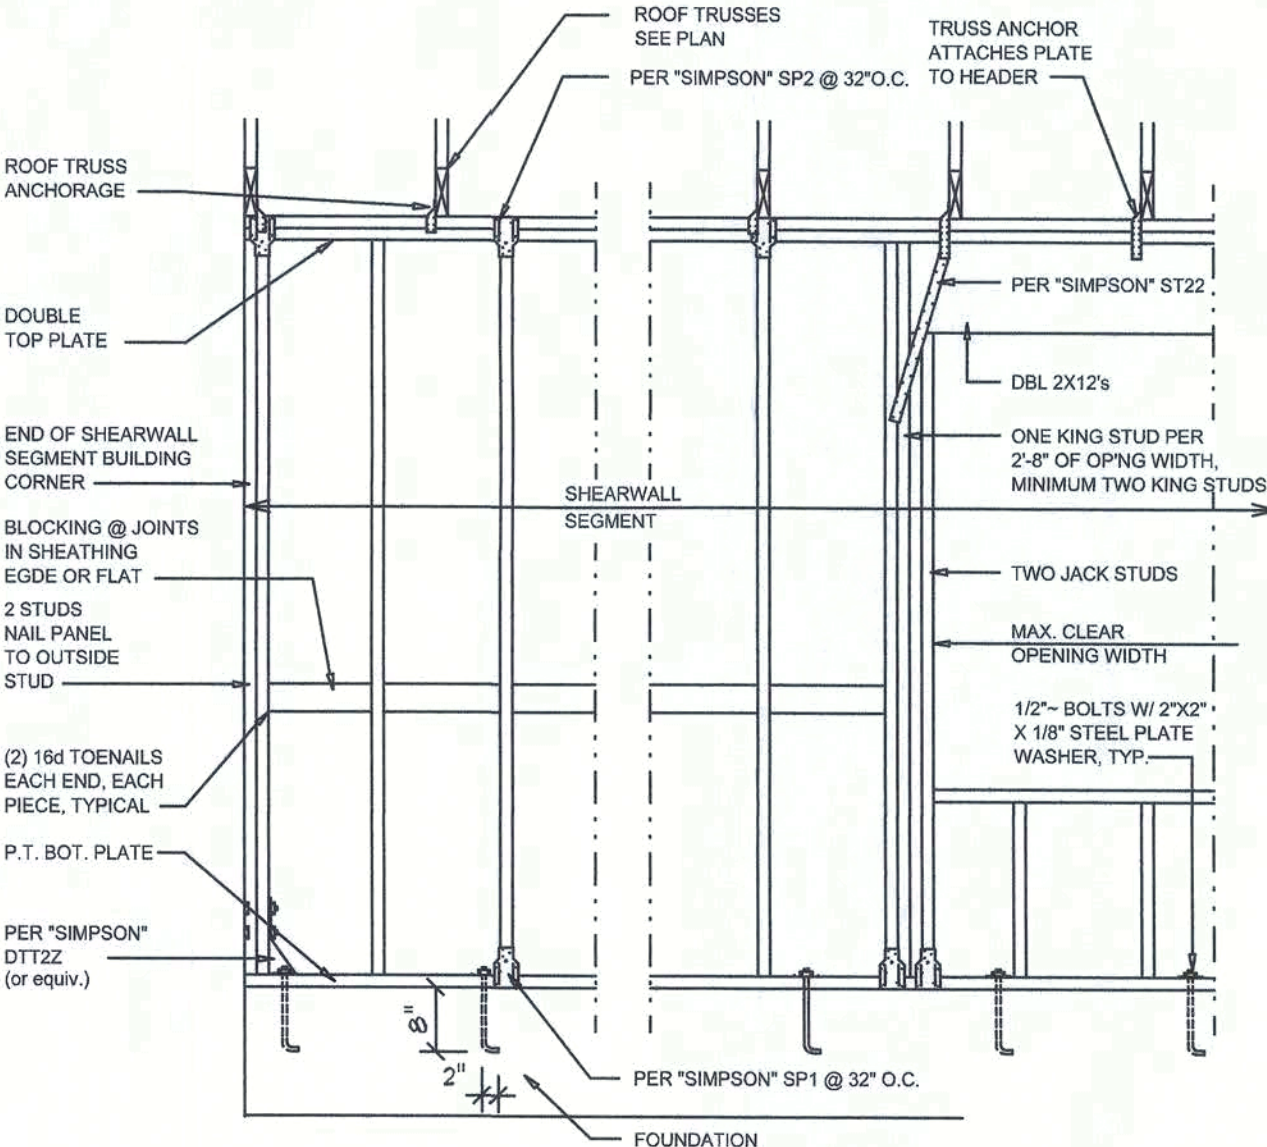 ROOF TRUSSES
SEE PLAN
TRUSS ANCHOR
ATTACHES PLATE
TO HEADER
PER "SIMPSON" SP2 @ 32"O.C.
ROOF TRUSS
ANCHORAGE
PER "SIMPSON" ST22
DOUBLE
TOP PLATE
DBL 2X12's
END OF SHEARWALL
SEGMENT BUILDING
CORNER
ONE KING STUD PER
2'-8" OF OP'NG WIDTH,
MINIMUM TWO KING STUDS
SHEARWALL
SEGMENT
BLOCKING @ JOINTS
IN SHEATHING
EGDE OR FLAT
TWO JACK STUDS
2 STUDS
NAIL PANEL
TO OUTSIDE
STUD
MAX. CLEAR
OPENING WIDTH
1/2"~ BOLTS W/ 2"X2"
X 1/8" STEEL PLATE
WASHER, TYP.
(2) 16d TOENAILS
EACH END, EACH
PIECE, TYPICAL
P.T. BOT. PLATE
PER "SIMPSON"
DTT2Z
(or equiv.)
8"
2"
PER "SIMPSON" SP1 @ 32" O.C.
FOUNDATION